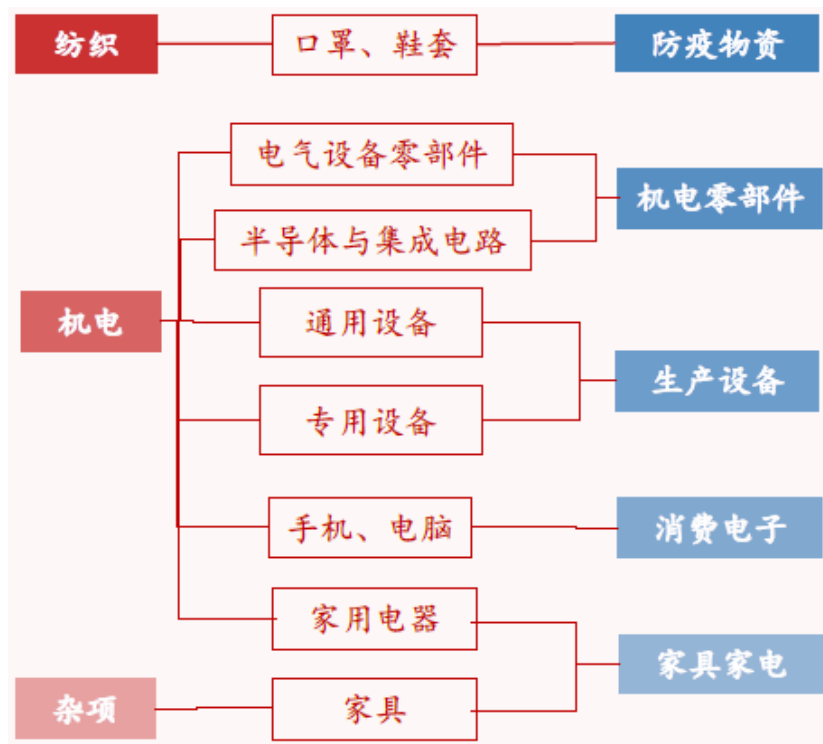 纺织
口罩、鞋套
防疫物资
电气设备零部件
机电零部件
半导体与集成电路
机电
通用设备
生产设备
专用设备
手机、电脑
消费电子
家用电器
家具家电
杂项
家具